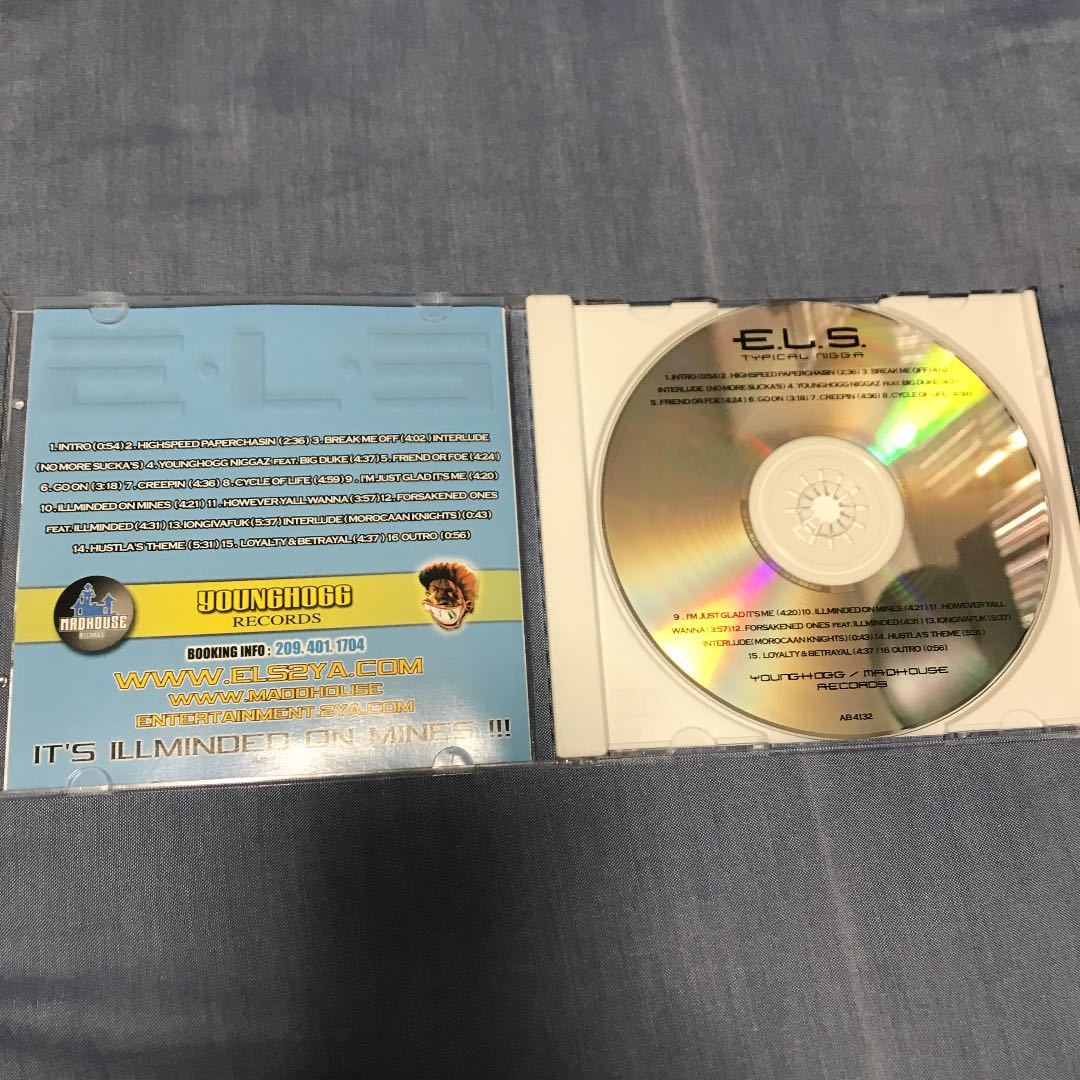 E.L.S
1. INTRO (0:54) 2. HIGHSPEED PAPERCHASIN (2:36) 3. BREAK ME OFF (4:02) INTERLUDE
(NO MORE SUCKA'S) 4. YOUNGHOGG NIGGAZ FEAT. BIG DUKE (4:37) 5. FRIEND OR FOE (4:24)
6. GO ON (3:18) 7. CREEPIN (4:36) 8. CYCLE OF LIFE (4:59) 9. I'M JUST GLAD IT'S ME (4:20)
10. ILLMINDED ON MINES (4:21) 11. HOWEVER YALL WANNA (3:57) 12. FORSAKENED ONES
FEAT. ILLMINDED (4:31) 13. IONGIVAFUK (5:37) INTERLUDE (MOROCAAN KNIGHTS) (0:43)
14. HUSTLA'S THEME (5:31) 15. LOYALTY & BETRAYAL (4:37) 16 OUTRO (0:56)
MADHOUSE
RECORDS
YOUNGHOGG
RECORDS
BOOKING INFO : 209. 401. 1704
WWW.ELS2YA.COM
WWW.MADDHOUSE
ENTERTAINMENT.2YA.COM
IT'S ILLMINDED ON MINES !!!
E.L.S.
TYPICAL NIGGA
1. INTRO (0:54) 2. HIGHSPEED PAPERCHASIN (2:36) 3. BREAK ME OFF (4:02
INTERLUDE (NO MORE SUCKA'S) 4. YOUNGHOGG NIGGAZ FEAT. BIG DUKE (4:37)
5. FRIEND OR FOE (4:24) 6. GO ON (3:18) 7. CREEPIN (4:36) 8. CYCLE OF LIFE (4:59)
9. I'M JUST GLAD IT'S ME (4:20) 10. ILLMINDED ON MINES (4:21) 11. HOWEVER YALL
WANNA (3:57) 12. FORSAKENED ONES FEAT. ILLMINDED (4:31) 13. IONGIVAFUK (5:37)
INTERLUDE (MOROCAAN KNIGHTS) (0:43) 14. HUSTLA'S THEME (5:31)
15. LOYALTY & BETRAYAL (4:37) 16 OUTRO (0:56)
YOUNGHOGG / MADHOUSE
RECORDS
AB 4132